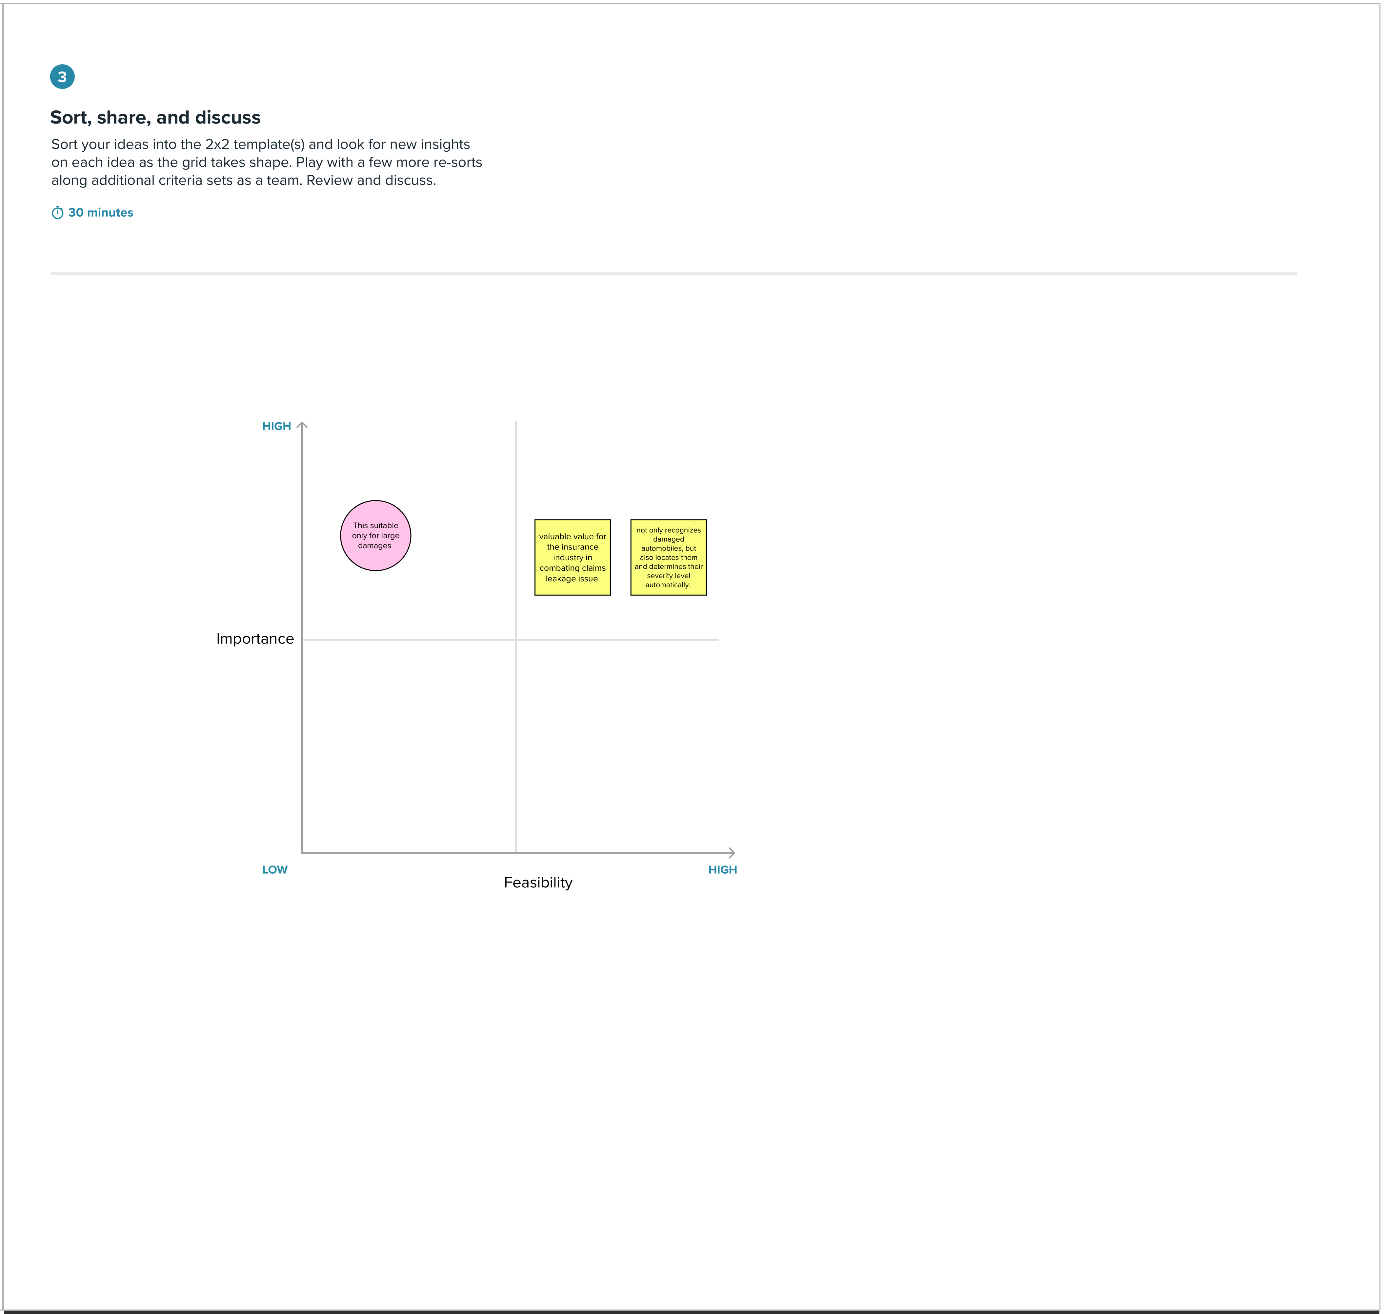 3
Sort, share, and discuss
Sort your ideas into the 2x2 template(s) and look for new insights
on each idea as the grid takes shape. Play with a few more re-sorts
along additional criteria sets as a team. Review and discuss.
30 minutes
HIGH
This suitable
only for large
damages
valuable value for
the insurance
industry in
combating claims
leakage issue.
not only recognizes
damaged
automobiles, but
also locates them
and determines their
severity level
automatically.
Importance
LOW
HIGH
Feasibility